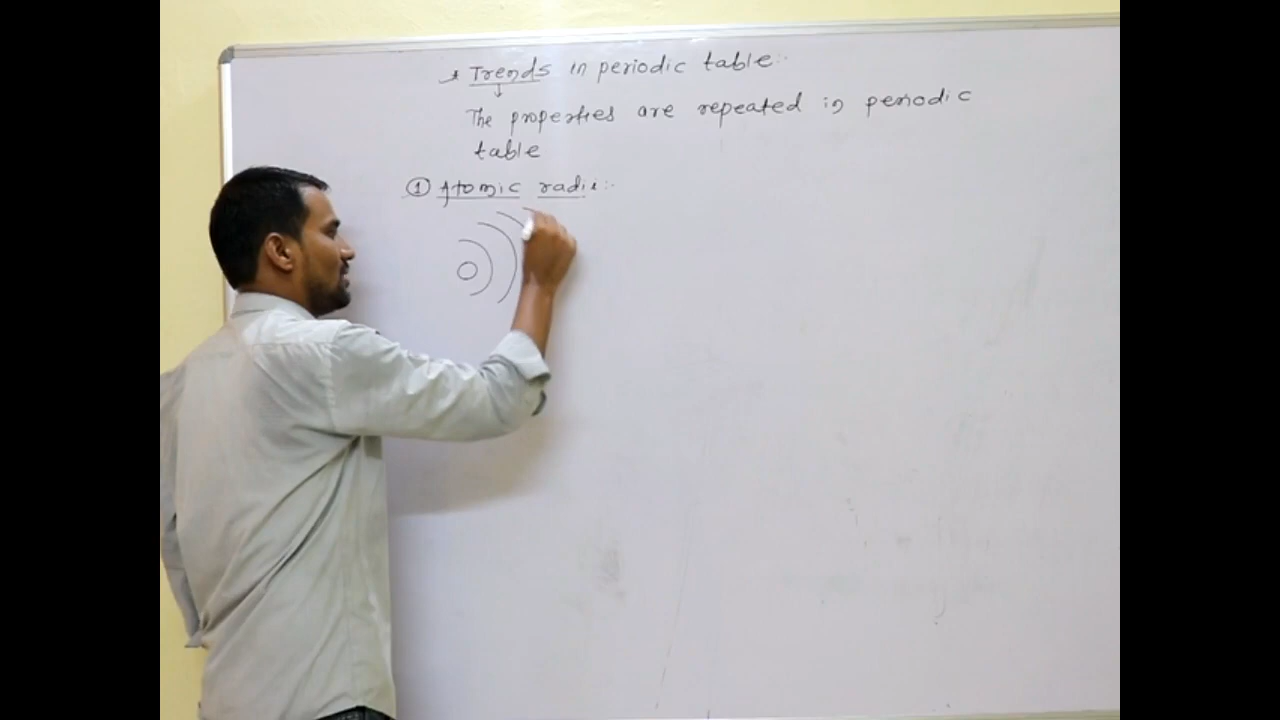 * Trends in periodic table:-
The properties are repeated in periodic
table
① Atomic radii:-